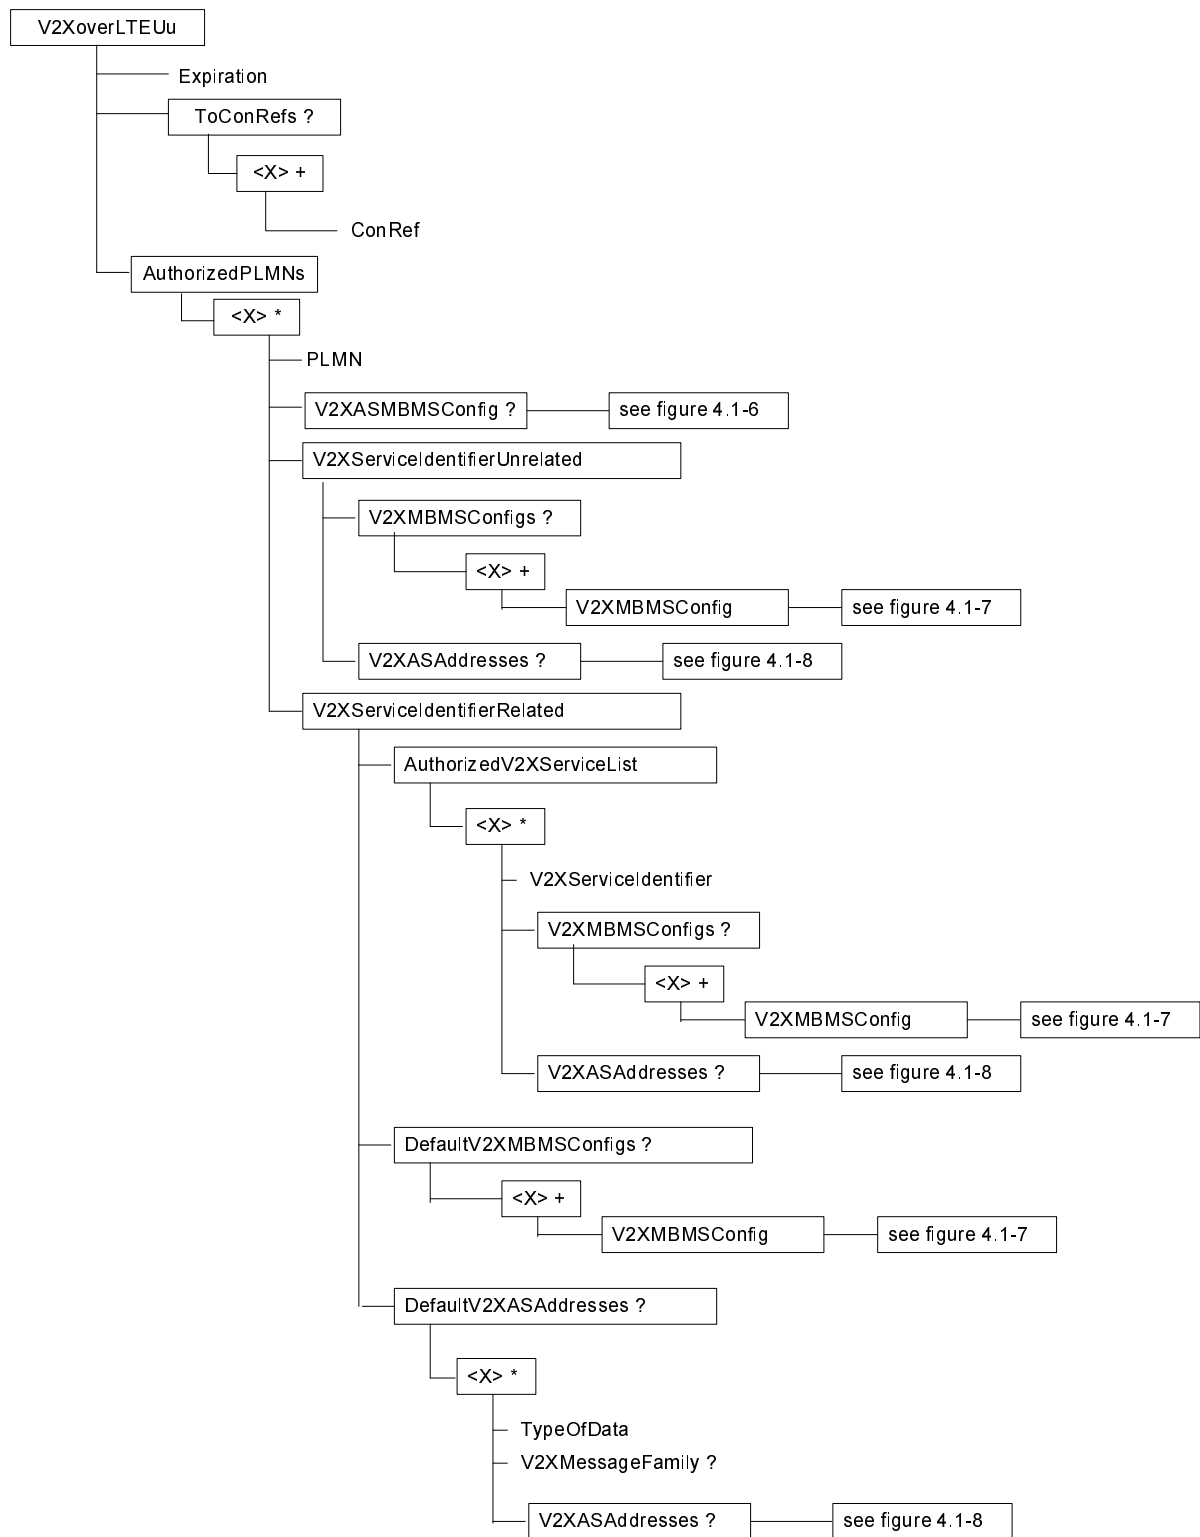 V2XoverLTEUu
Expiration
ToConRefs ?
<X> +
ConRef
AuthorizedPLMNs
<X> *
PLMN
V2XASMBMSConfig ?
see figure 4.1-6
V2XServiceIdentifierUnrelated
V2XMBMSConfigs ?
<X> +
V2XMBMSConfig
see figure 4.1-7
V2XASAddresses ?
see figure 4.1-8
V2XServiceIdentifierRelated
AuthorizedV2XServiceList
<X> *
V2XServiceIdentifier
V2XMBMSConfigs ?
<X> +
V2XMBMSConfig
see figure 4.1-7
V2XASAddresses ?
see figure 4.1-8
DefaultV2XMBMSConfigs ?
<X> +
V2XMBMSConfig
see figure 4.1-7
DefaultV2XASAddresses ?
<X> *
TypeOfData
V2XMessageFamily ?
V2XASAddresses ?
see figure 4.1-8